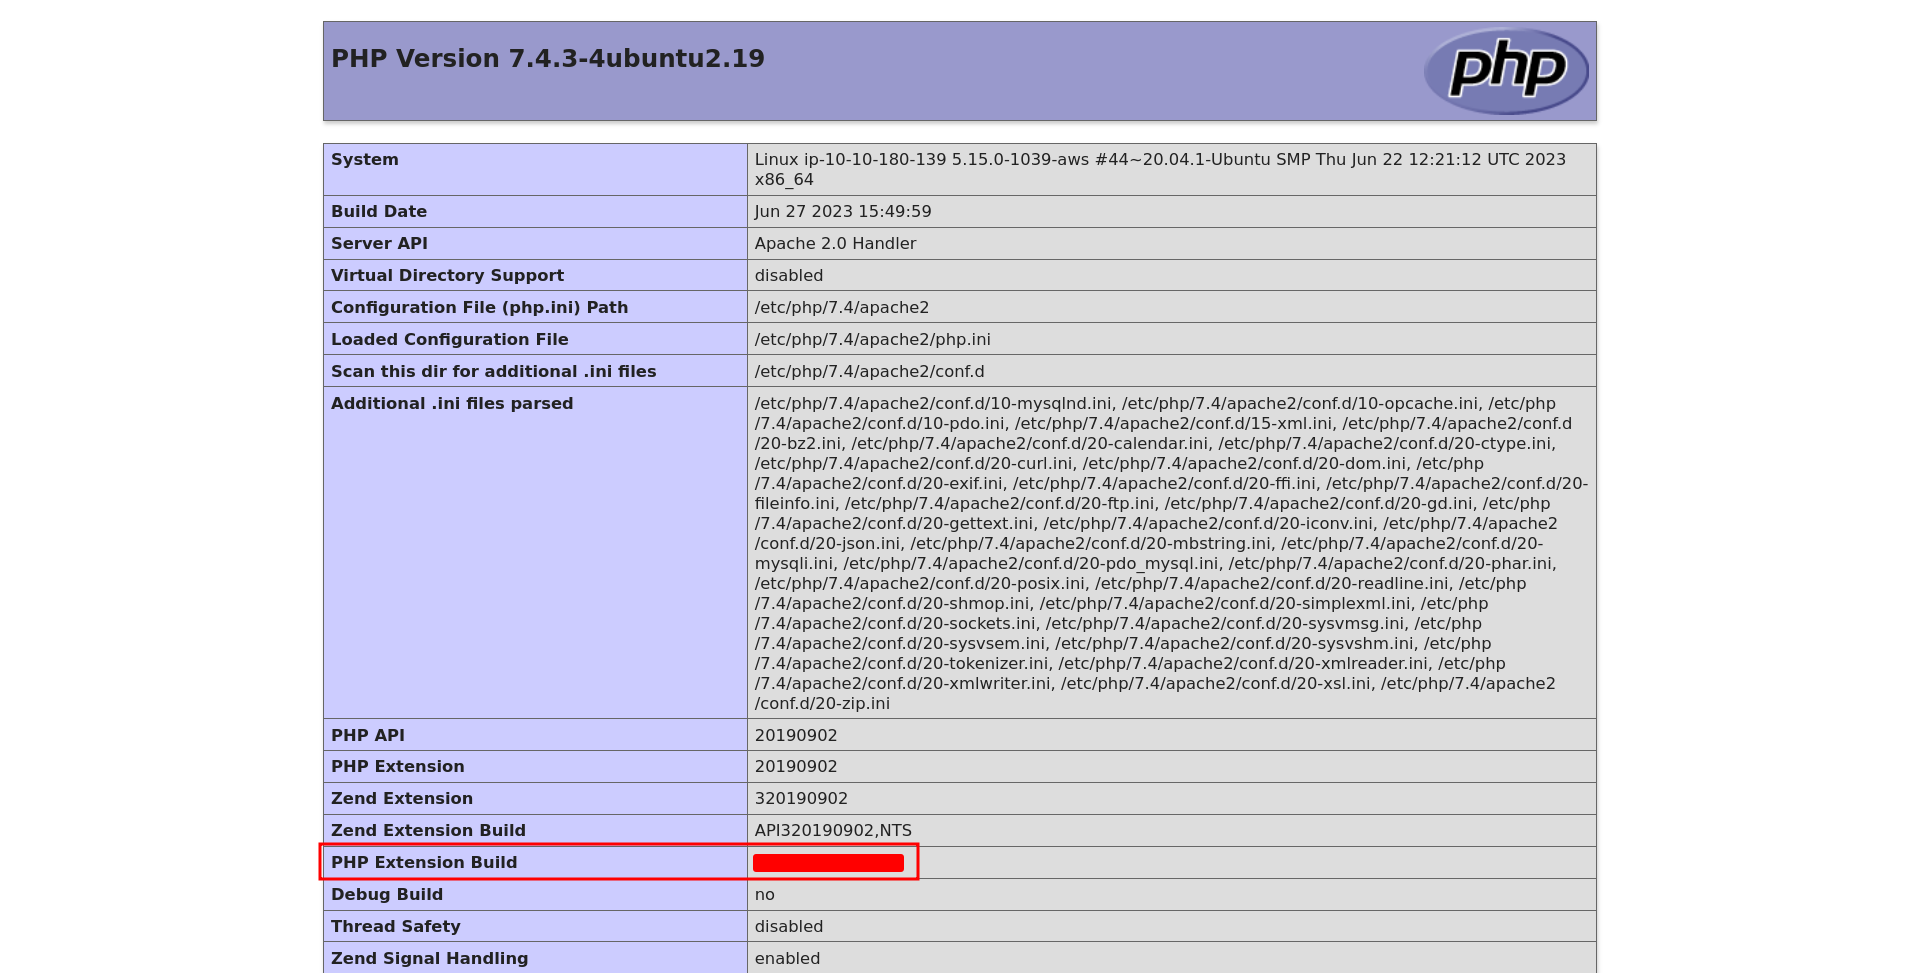 PHP Version 7.4.3-4ubuntu2.19
php
System
Linux ip-10-10-180-139 5.15.0-1039-aws #44~20.04.1-Ubuntu SMP Thu Jun 22 12:21:12 UTC 2023
x86_64
Build Date
Jun 27 2023 15:49:59
Server API
Apache 2.0 Handler
Virtual Directory Support
disabled
Configuration File (php.ini) Path
/etc/php/7.4/apache2
Loaded Configuration File
/etc/php/7.4/apache2/php.ini
Scan this dir for additional .ini files
/etc/php/7.4/apache2/conf.d
Additional .ini files parsed
/etc/php/7.4/apache2/conf.d/10-mysqlnd.ini, /etc/php/7.4/apache2/conf.d/10-opcache.ini, /etc/php
/7.4/apache2/conf.d/10-pdo.ini, /etc/php/7.4/apache2/conf.d/15-xml.ini, /etc/php/7.4/apache2/conf.d
/20-bz2.ini, /etc/php/7.4/apache2/conf.d/20-calendar.ini, /etc/php/7.4/apache2/conf.d/20-ctype.ini,
/etc/php/7.4/apache2/conf.d/20-curl.ini, /etc/php/7.4/apache2/conf.d/20-dom.ini, /etc/php
/7.4/apache2/conf.d/20-exif.ini, /etc/php/7.4/apache2/conf.d/20-ffi.ini, /etc/php/7.4/apache2/conf.d/20-
fileinfo.ini, /etc/php/7.4/apache2/conf.d/20-ftp.ini, /etc/php/7.4/apache2/conf.d/20-gd.ini, /etc/php
/7.4/apache2/conf.d/20-gettext.ini, /etc/php/7.4/apache2/conf.d/20-iconv.ini, /etc/php/7.4/apache2
/conf.d/20-json.ini, /etc/php/7.4/apache2/conf.d/20-mbstring.ini, /etc/php/7.4/apache2/conf.d/20-
mysqli.ini, /etc/php/7.4/apache2/conf.d/20-pdo_mysql.ini, /etc/php/7.4/apache2/conf.d/20-phar.ini,
/etc/php/7.4/apache2/conf.d/20-posix.ini, /etc/php/7.4/apache2/conf.d/20-readline.ini, /etc/php
/7.4/apache2/conf.d/20-shmop.ini, /etc/php/7.4/apache2/conf.d/20-simplexml.ini, /etc/php
/7.4/apache2/conf.d/20-sockets.ini, /etc/php/7.4/apache2/conf.d/20-sysvmsg.ini, /etc/php
/7.4/apache2/conf.d/20-sysvsem.ini, /etc/php/7.4/apache2/conf.d/20-sysvshm.ini, /etc/php
/7.4/apache2/conf.d/20-tokenizer.ini, /etc/php/7.4/apache2/conf.d/20-xmlreader.ini, /etc/php
/7.4/apache2/conf.d/20-xmlwriter.ini, /etc/php/7.4/apache2/conf.d/20-xsl.ini, /etc/php/7.4/apache2
/conf.d/20-zip.ini
PHP API
20190902
PHP Extension
20190902
Zend Extension
320190902
Zend Extension Build
API320190902,NTS
PHP Extension Build
Debug Build
no
Thread Safety
disabled
Zend Signal Handling
enabled